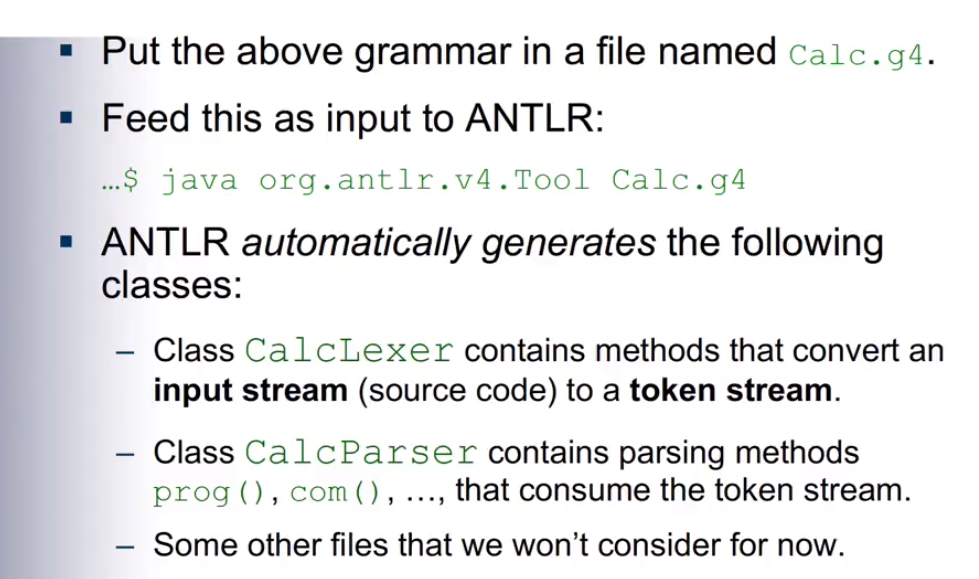 ▪ Put the above grammar in a file named Calc.g4.
▪ Feed this as input to ANTLR:
…$ java org.antlr.v4.Tool Calc.g4
▪ ANTLR automatically generates the following
classes:
– Class CalcLexer contains methods that convert an
input stream (source code) to a token stream.
– Class CalcParser contains parsing methods
prog(), com(), …, that consume the token stream.
– Some other files that we won’t consider for now.